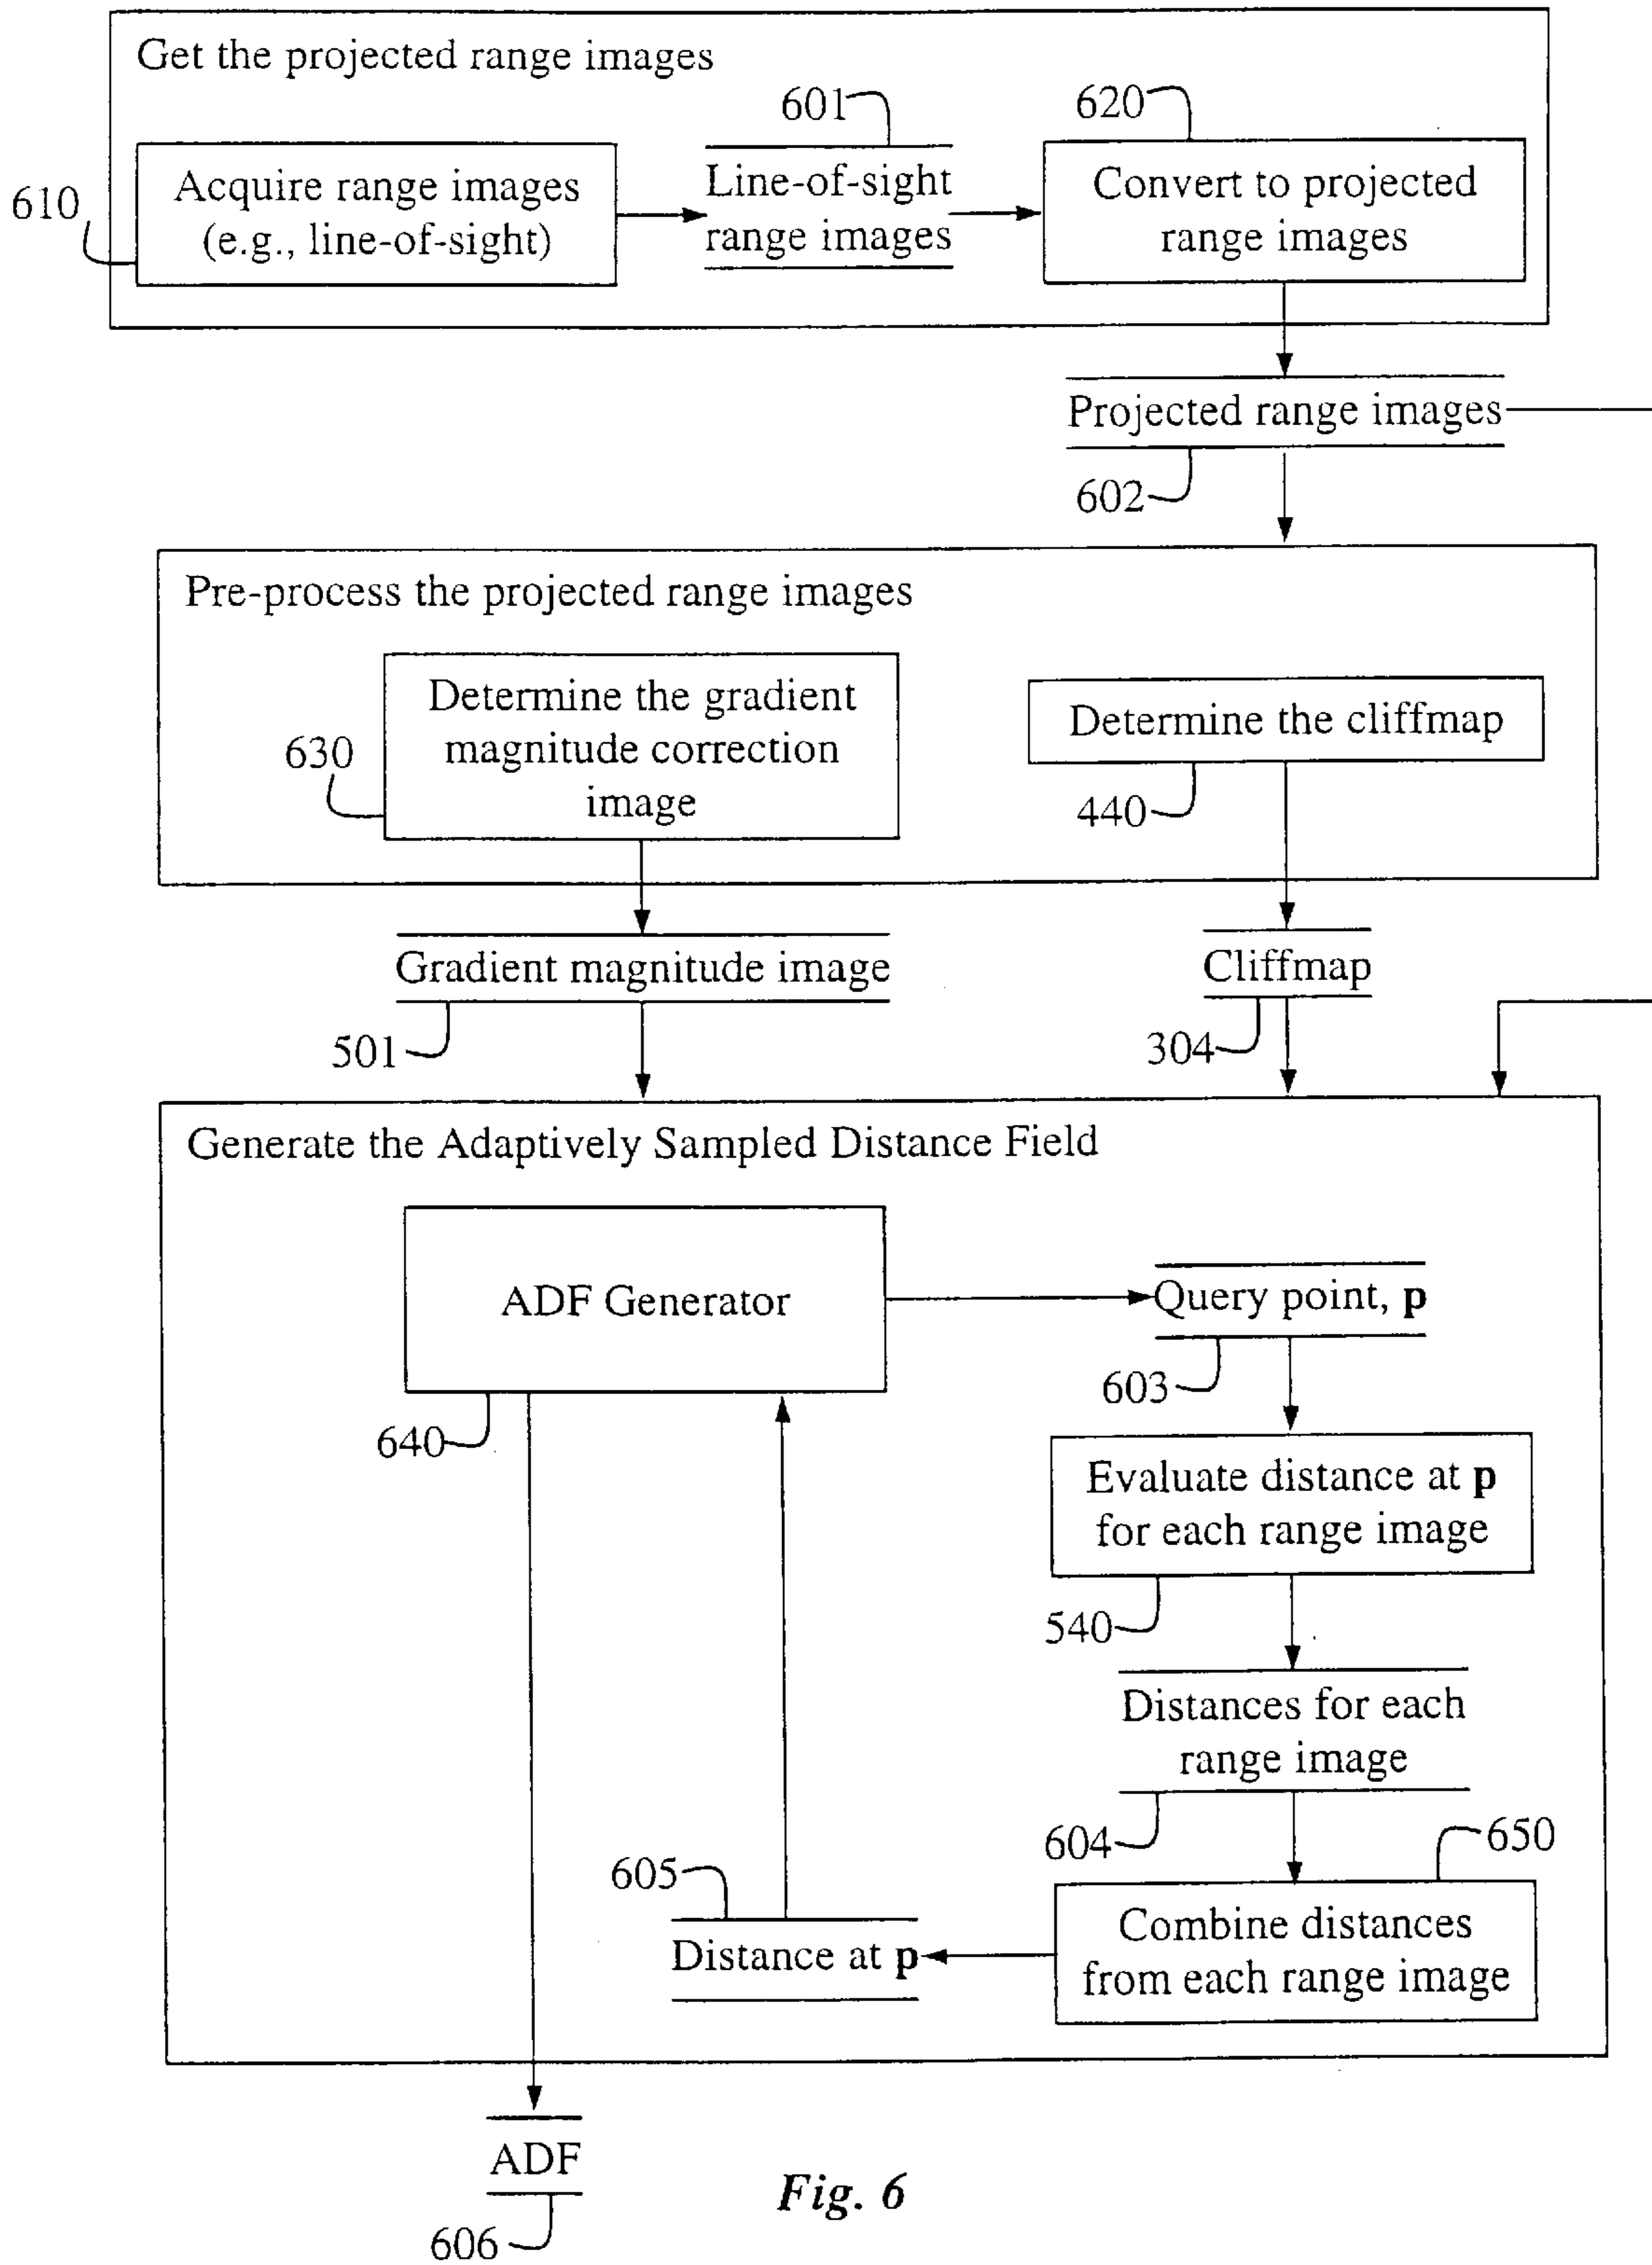 Get the projected range images
601
620
610
Acquire range images
(e.g., line-of-sight)
Line-of-sight
range images
Convert to projected
range images
Projected range images
602
Pre-process the projected range images
630
Determine the gradient
magnitude correction
image
Determine the cliffmap
440
Gradient magnitude image
501
Cliffmap
304
Generate the Adaptively Sampled Distance Field
ADF Generator
640
Query point, p
603
Evaluate distance at p
for each range image
540
Distances for each
range image
604
650
605
Distance at p
Combine distances
from each range image
ADF
606
Fig. 6